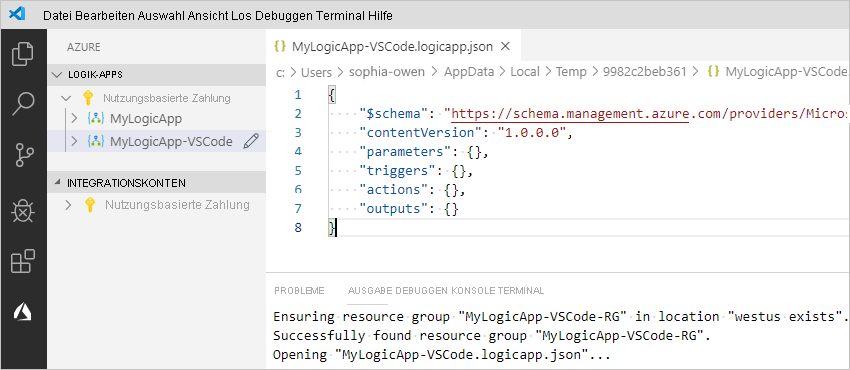 Datei Bearbeiten Auswahl Ansicht Los Debuggen Terminal Hilfe
AZURE
LOGIK-APPS
Nutzungsbasierte Zahlung
MyLogicApp
MyLogicApp-VSCode
INTEGRATIONSKONTEN
Nutzungsbasierte Zahlung
{} MyLogicApp-VSCode.logicapp.json ×
c: > Users > sophia-owen > AppData > Local > Temp > 9982c2beb361 > {} MyLogicApp-VSCode.
1 {
2 "$schema": "https://schema.management.azure.com/providers/Micros
3 "contentVersion": "1.0.0.0",
4 "parameters": {},
5 "triggers": {},
6 "actions": {},
7 "outputs": {}
8 }
PROBLEME AUSGABE DEBUGGEN KONSOLE TERMINAL
Ensuring resource group "MyLogicApp-VSCode-RG" in location "westus exists".
Successfully found resource group "MyLogicApp-VSCode-RG".
Opening "MyLogicApp-VSCode.logicapp.json"...